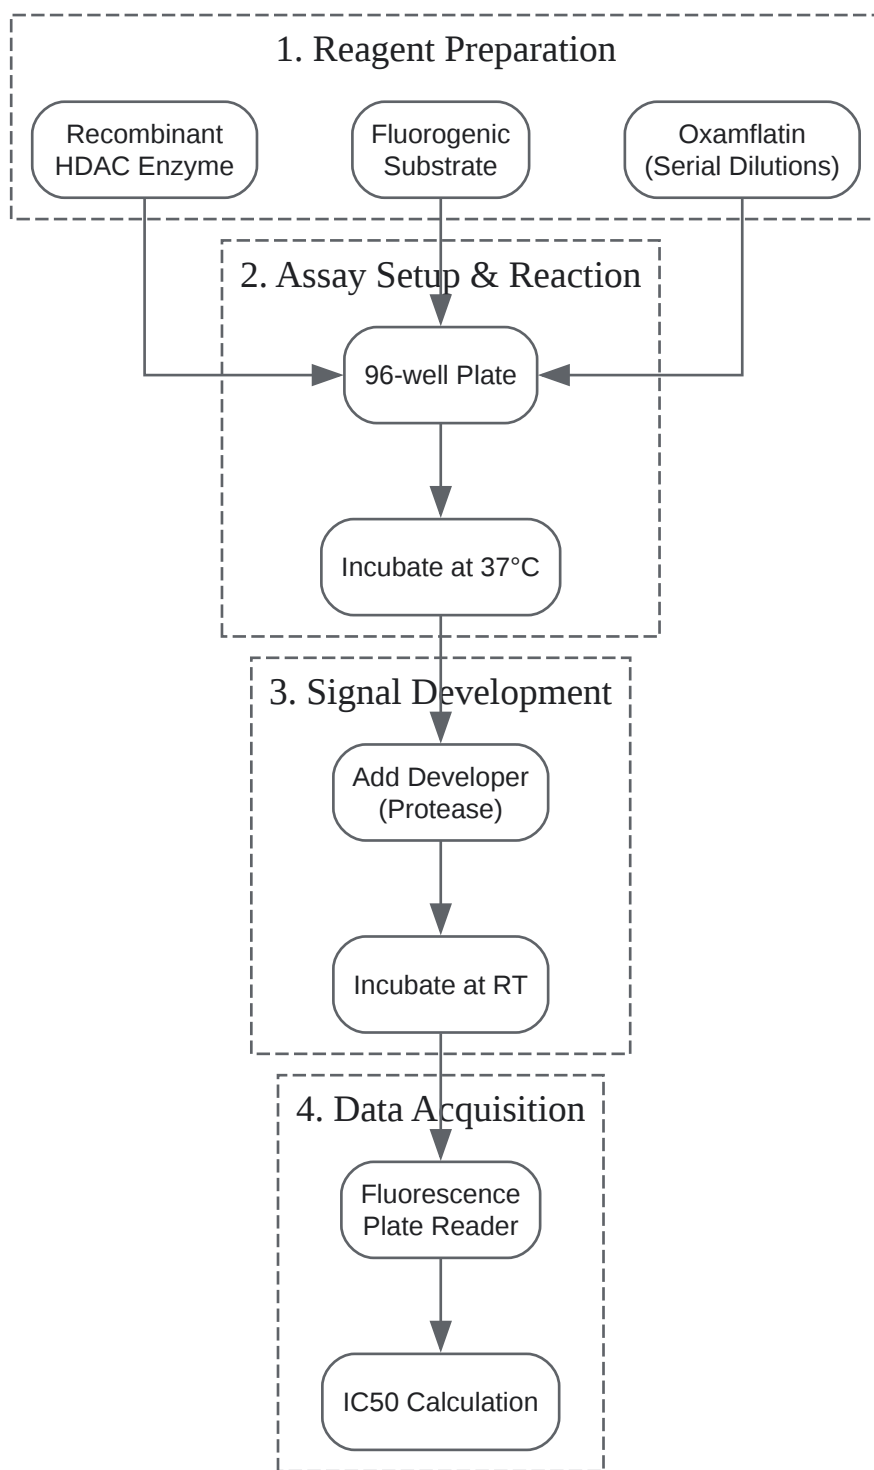 1. Reagent Preparation
Recombinant
HDAC Enzyme
Fluorogenic
Substrate
Oxamflatin
(Serial Dilutions)
2. Assay Setup & Reaction
96-well Plate
Incubate at 37°C
3. Signal Development
Add Developer
(Protease)
Incubate at RT
4. Data Acquisition
Fluorescence
Plate Reader
IC50 Calculation